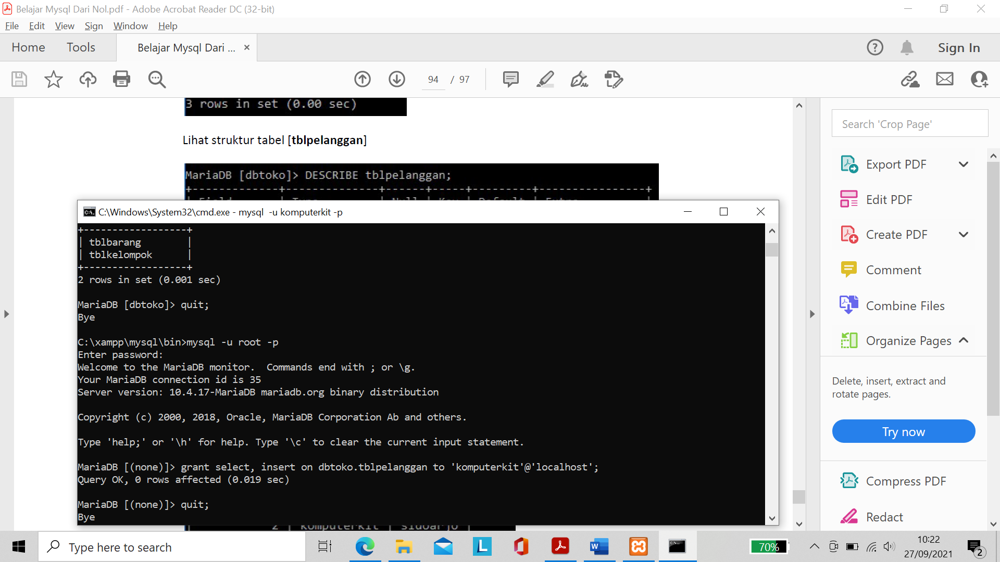 Belajar Mysql Dari Nol.pdf - Adobe Acrobat Reader DC (32-bit)
File Edit View Sign Window Help
Home Tools Belajar Mysql Dari ... × Sign In
94 / 97
3 rows in set (0.00 sec)
Lihat struktur tabel [tblpelanggan]
MariaDB [dbtoko]> DESCRIBE tblpelanggan;
+-------------+--------------+------+-----+---------+----------------+
| Field | Type | Null | Key | Default | Extra |
C:\Windows\System32\cmd.exe - mysql  -u komputerkit -p
+------------------+
| tblbarang        |
| tblkelompok      |
+------------------+
2 rows in set (0.001 sec)
MariaDB [dbtoko]> quit;
Bye
C:\xampp\mysql\bin>mysql -u root -p
Enter password:
Welcome to the MariaDB monitor.  Commands end with ; or \g.
Your MariaDB connection id is 35
Server version: 10.4.17-MariaDB mariadb.org binary distribution
Copyright (c) 2000, 2018, Oracle, MariaDB Corporation Ab and others.
Type 'help;' or '\h' for help. Type '\c' to clear the current input statement.
MariaDB [(none)]> grant select, insert on dbtoko.tblpelanggan to 'komputerkit'@'localhost';
Query OK, 0 rows affected (0.019 sec)
MariaDB [(none)]> quit;
Bye
2 | komputerkit | sidoarjo |
Search 'Crop Page'
Export PDF
Edit PDF
Create PDF
Comment
Combine Files
Organize Pages
Delete, insert, extract and
rotate pages.
Try now
Compress PDF
Redact
Type here to search
70%
10:22
27/09/2021
2